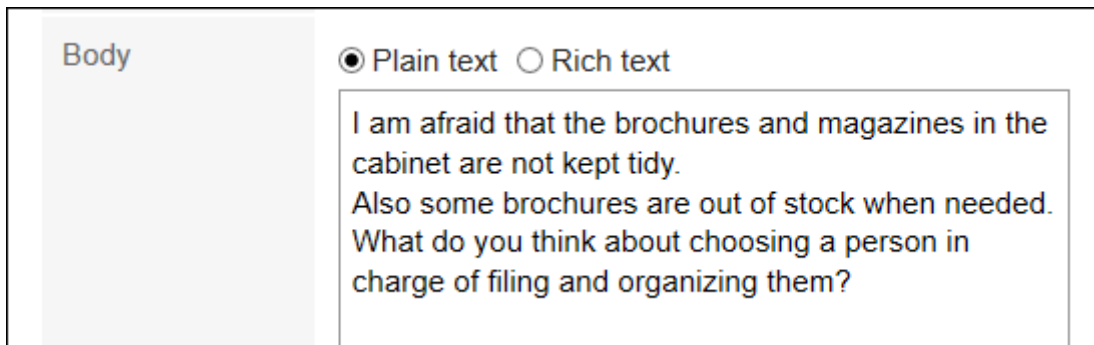 Body
Plain text Rich text
I am afraid that the brochures and magazines in the
cabinet are not kept tidy.
Also some brochures are out of stock when needed.
What do you think about choosing a person in
charge of filing and organizing them?